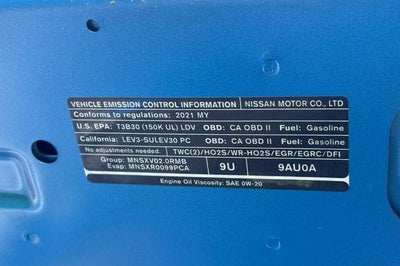 VEHICLE EMISSION CONTROL INFORMATION NISSAN MOTOR CO., LTD
Conforms to regulations: 2021 MY
U.S. EPA: T3B30 (150K UL) LDV OBD: CA OBD II Fuel: Gasoline
California: LEV3-SULEV30 PC OBD: CA OBD II Fuel: Gasoline
No adjustments needed. TWC(2)/HO2S/WR-HO2S/EGR/EGRC/DFI
Group: MNSXV02.0RMB
Evap: MNSXR0099PCA 9U 9AU0A
Engine Oil Viscosity: SAE 0W-20